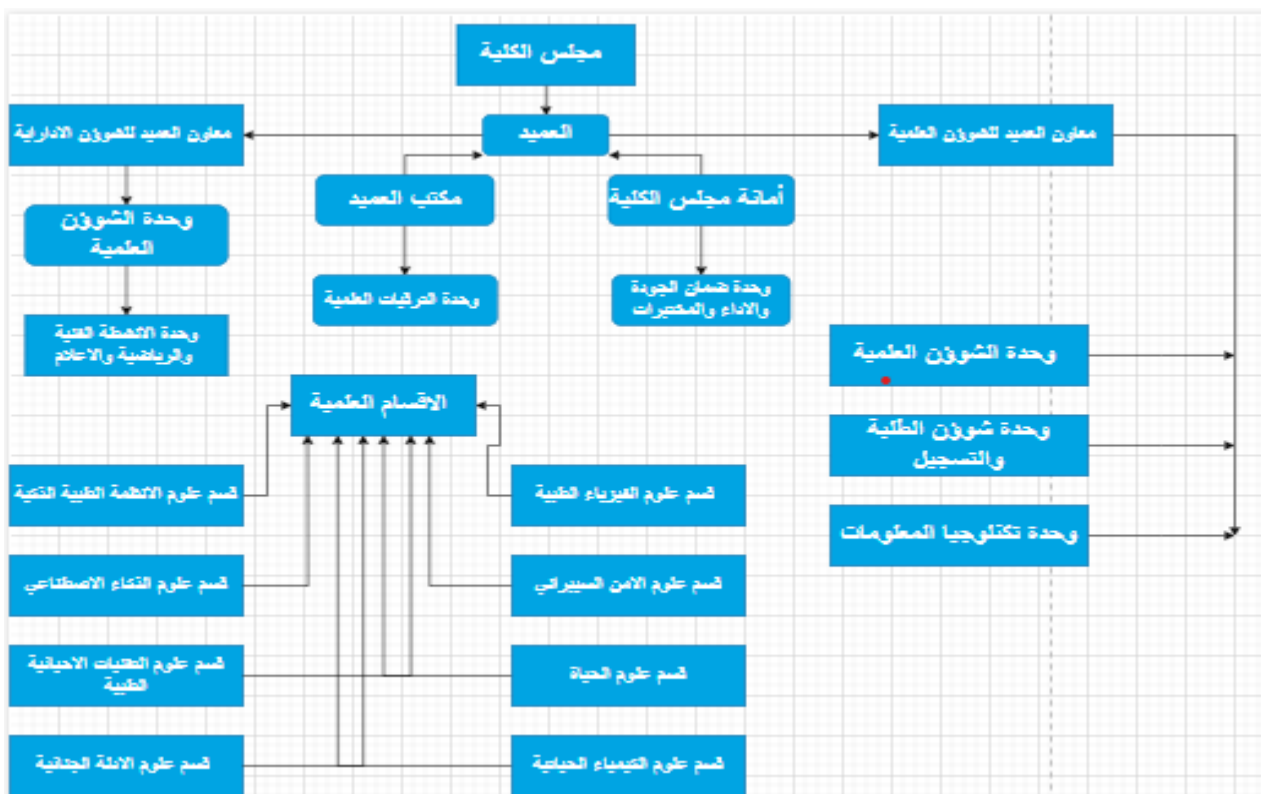 مجلس الكلية
معاون العميد للشوؤن العلمية
العميد
معاون العميد للشوؤن الاداراية
أمانة مجلس الكلية
مكتب العميد
وحدة الشوؤن
العلمية
وحدة ضمان الجودة
والاداء والمختبرات
وحدة الترقيات العلمية
وحدة الانشطة الفنية
والرياضية والاعلام
وحدة الشوؤن العلمية
الاقسام العلمية
وحدة شوؤن الطلبة
والتسجيل
قسم علوم الفيزياء الطبية
قسم علوم الانظمة الطبية الذكية
وحدة تكنلوجيا المعلومات
قسم علوم الامن السيبراني
قسم علوم الذكاء الاصطناعي
قسم علوم الحياة
قسم علوم التقنيات الاحيائية
الطبية
قسم علوم الكيمياء الحياتية
قسم علوم الادلة الجنائية